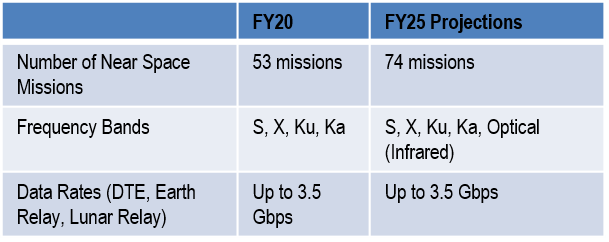 FY20
FY25 Projections
Number of Near Space
Missions
53 missions
74 missions
Frequency Bands
S, X, Ku, Ka
S, X, Ku, Ka, Optical
(Infrared)
Data Rates (DTE, Earth
Relay, Lunar Relay)
Up to 3.5
Gbps
Up to 3.5 Gbps